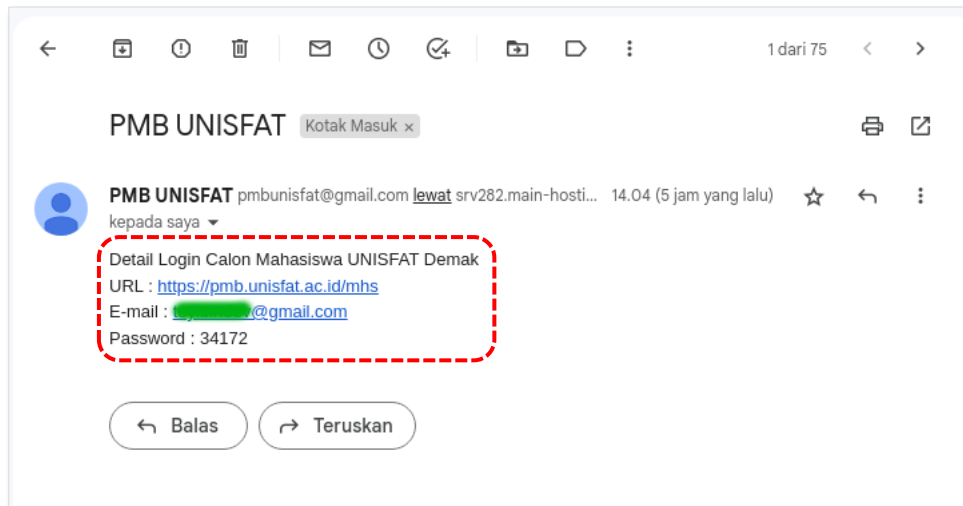 1 dari 75
PMB UNISFAT Kotak Masuk ×
PMB UNISFAT pmbunisfat@gmail.com lewat srv282.main-hosti... 14.04 (5 jam yang lalu)
kepada saya
Detail Login Calon Mahasiswa UNISFAT Demak
URL : https://pmb.unisfat.ac.id/mhs
E-mail : @gmail.com
Password : 34172
Balas
Teruskan